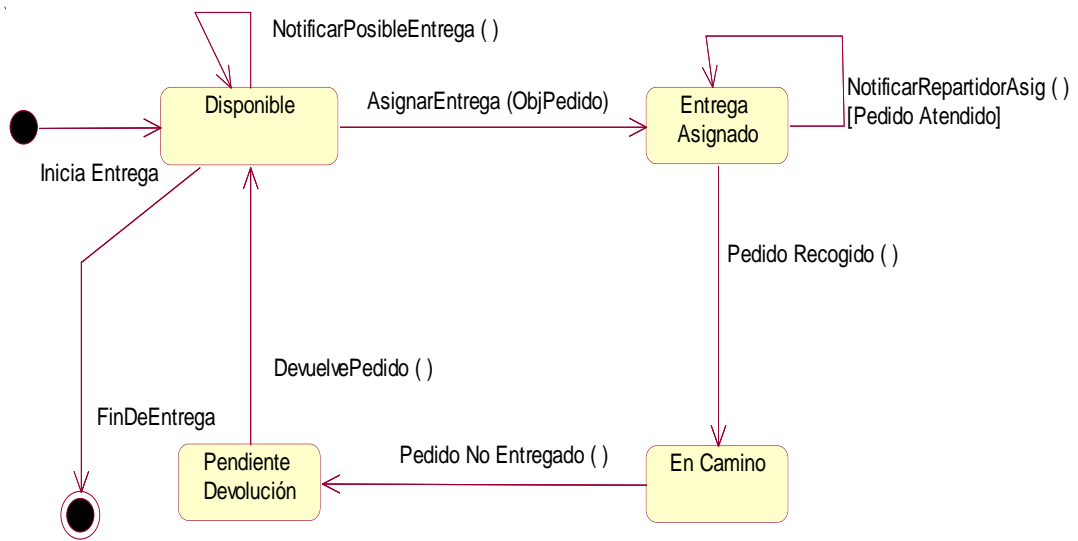 NotificarPosibleEntrega ( )
Disponible
AsignarEntrega (ObjPedido)
Entrega
Asignado
NotificarRepartidorAsig ( )
[Pedido Atendido]
Inicia Entrega
Pedido Recogido ( )
DevuelvePedido ( )
FinDeEntrega
Pendiente
Devolución
Pedido No Entregado ( )
En Camino